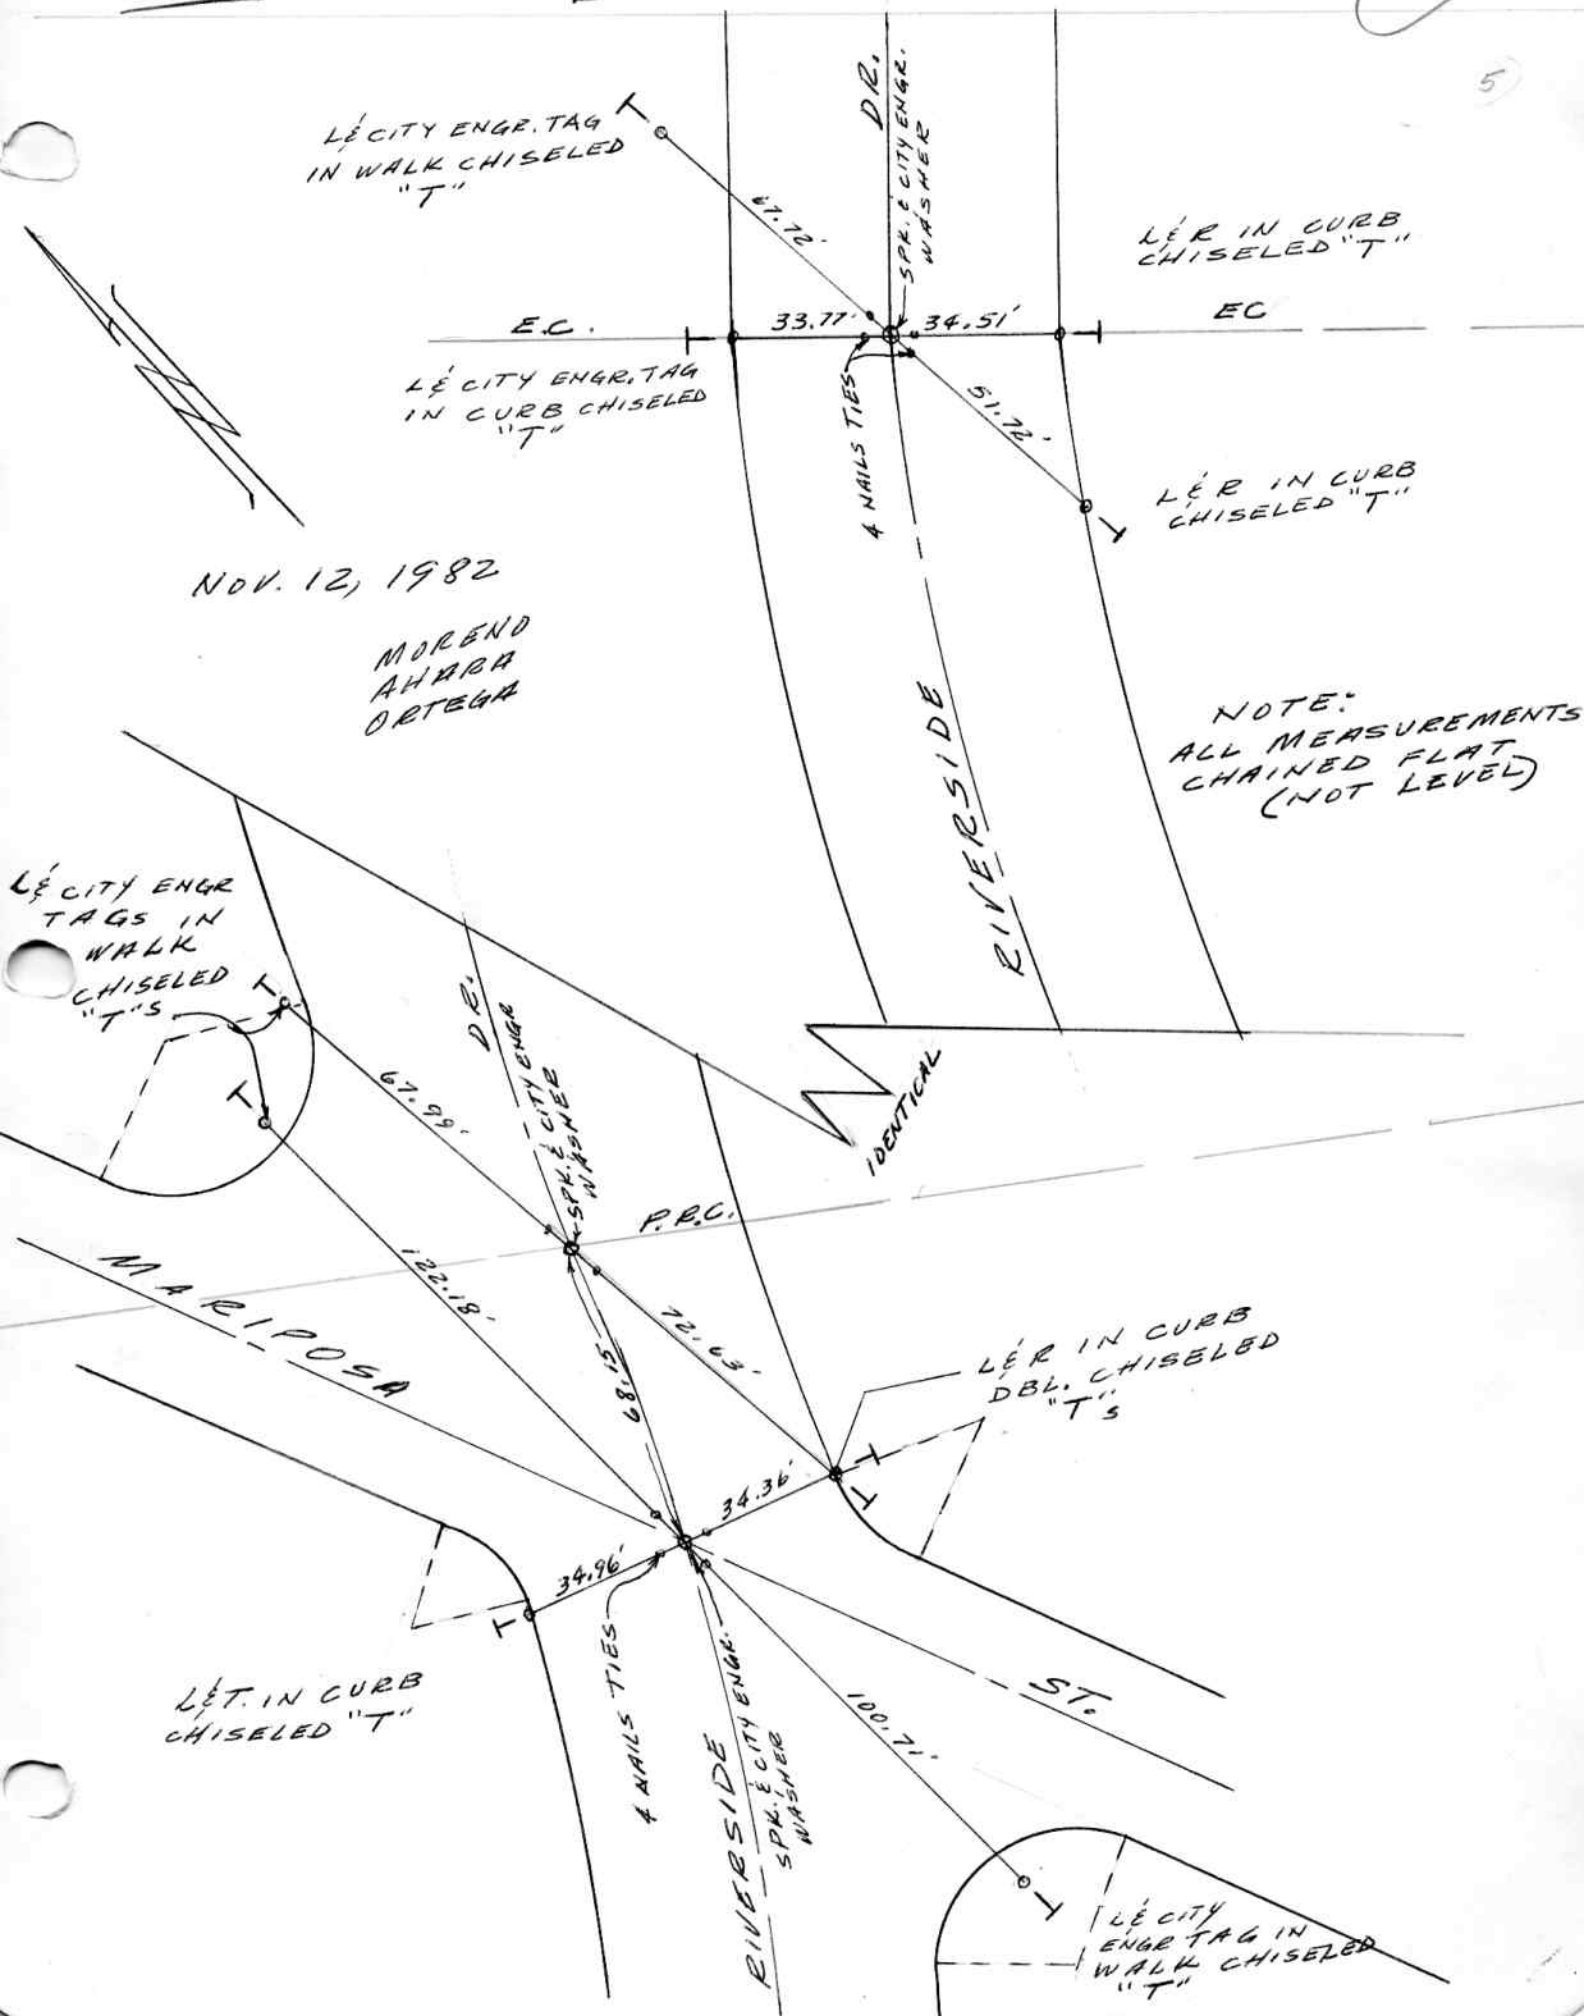 5
L&CITY ENGR. TAG
IN WALK CHISELED
"T"
DR.
SPK. & CITY ENGR.
WASHER
67.72'
L&R IN CURB
CHISELED "T"
E.C.
33.77'
34.51'
EC
L& CITY ENGR. TAG
IN CURB CHISELED
"T"
4 NAILS TIES
51.72'
L&R IN CURB
CHISELED "T"
NOV. 12, 1982
MORENO
AHARA
ORTEGA
RIVERSIDE
NOTE:
ALL MEASUREMENTS
CHAINED FLAT
(NOT LEVEL)
L& CITY ENGR
TAGS IN
WALK
CHISELED
"T"S
DR.
SPK. & CITY ENGR
WASHER
67.99'
IDENTICAL
P.R.C.
122.18'
MARIPOSA
72.63'
68.15
L&R IN CURB
DBL. CHISELED
"T"s
34.36'
34.96'
4 NAILS TIES
L&T. IN CURB
CHISELED "T"
RIVERSIDE
SPK. & CITY ENGR.
WASHER
ST.
100.71'
L& CITY
ENGR TAG IN
WALK CHISELED
"T"